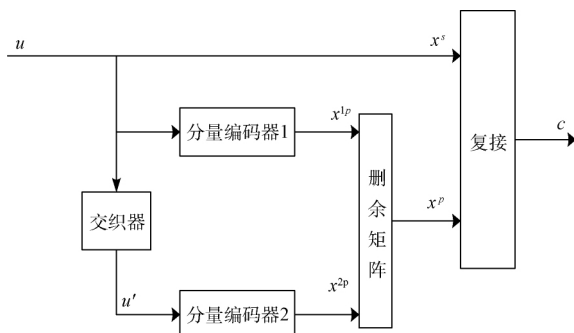 u
x^s
x^{1p}
分量编码器1
复接
c
删余矩阵
交织器
x^p
x^{2p}
u′
分量编码器2